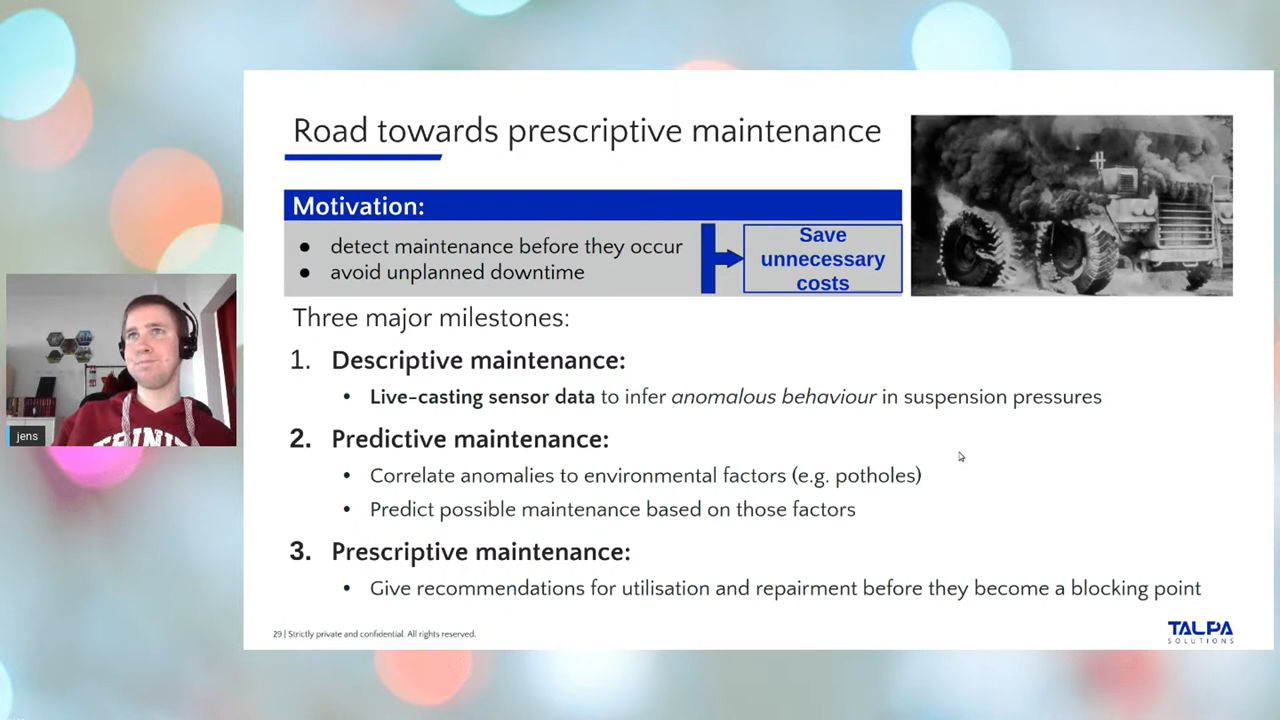 Road towards prescriptive maintenance
Motivation:
● detect maintenance before they occur
● avoid unplanned downtime
Save
unnecessary
costs
Three major milestones:
1. Descriptive maintenance:
• Live-casting sensor data to infer anomalous behaviour in suspension pressures
2. Predictive maintenance:
• Correlate anomalies to environmental factors (e.g. potholes)
• Predict possible maintenance based on those factors
3. Prescriptive maintenance:
• Give recommendations for utilisation and repairment before they become a blocking point
29 | Strictly private and confidential. All rights reserved.
TALPA
SOLUTIONS
jens